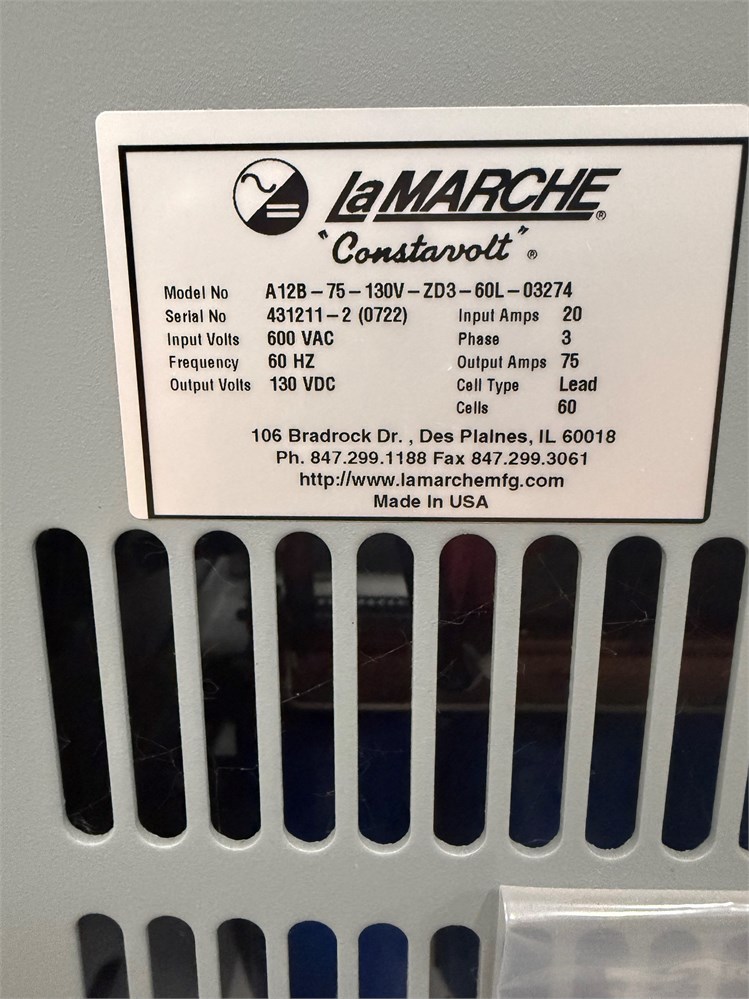 LaMARCHE®
"Constavolt"®
Model No A12B-75-130V-ZD3-60L-03274
Serial No 431211-2 (0722) Input Amps 20
Input Volts 600 VAC Phase 3
Frequency 60 HZ Output Amps 75
Output Volts 130 VDC Cell Type Lead
Cells 60
106 Bradrock Dr. , Des Plaines, IL 60018
Ph. 847.299.1188 Fax 847.299.3061
http://www.lamarchemfg.com
Made In USA